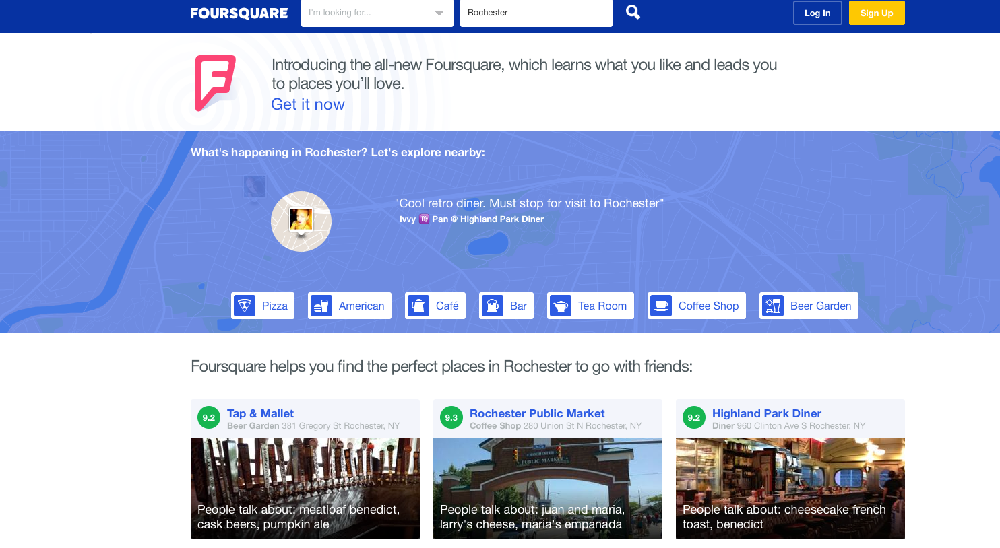 FOURSQUARE
I'm looking for...
Rochester
Log In
Sign Up
Introducing the all-new Foursquare, which learns what you like and leads you
to places you’ll love.
Get it now
What's happening in Rochester? Let's explore nearby:
"Cool retro diner. Must stop for visit to Rochester"
Ivvy ♍ Pan @ Highland Park Diner
Pizza
American
Café
Bar
Tea Room
Coffee Shop
Beer Garden
Foursquare helps you find the perfect places in Rochester to go with friends:
9.2
Tap & Mallet
Beer Garden 381 Gregory St Rochester, NY
People talk about: meatloaf benedict,
cask beers, pumpkin ale
9.3
Rochester Public Market
Coffee Shop 280 Union St N Rochester, NY
UNION
ROCHESTER
PUBLIC MARKET
People talk about: juan and maria,
larry's cheese, maria's empanada
9.2
Highland Park Diner
Diner 960 Clinton Ave S Rochester, NY
People talk about: cheesecake french
toast, benedict